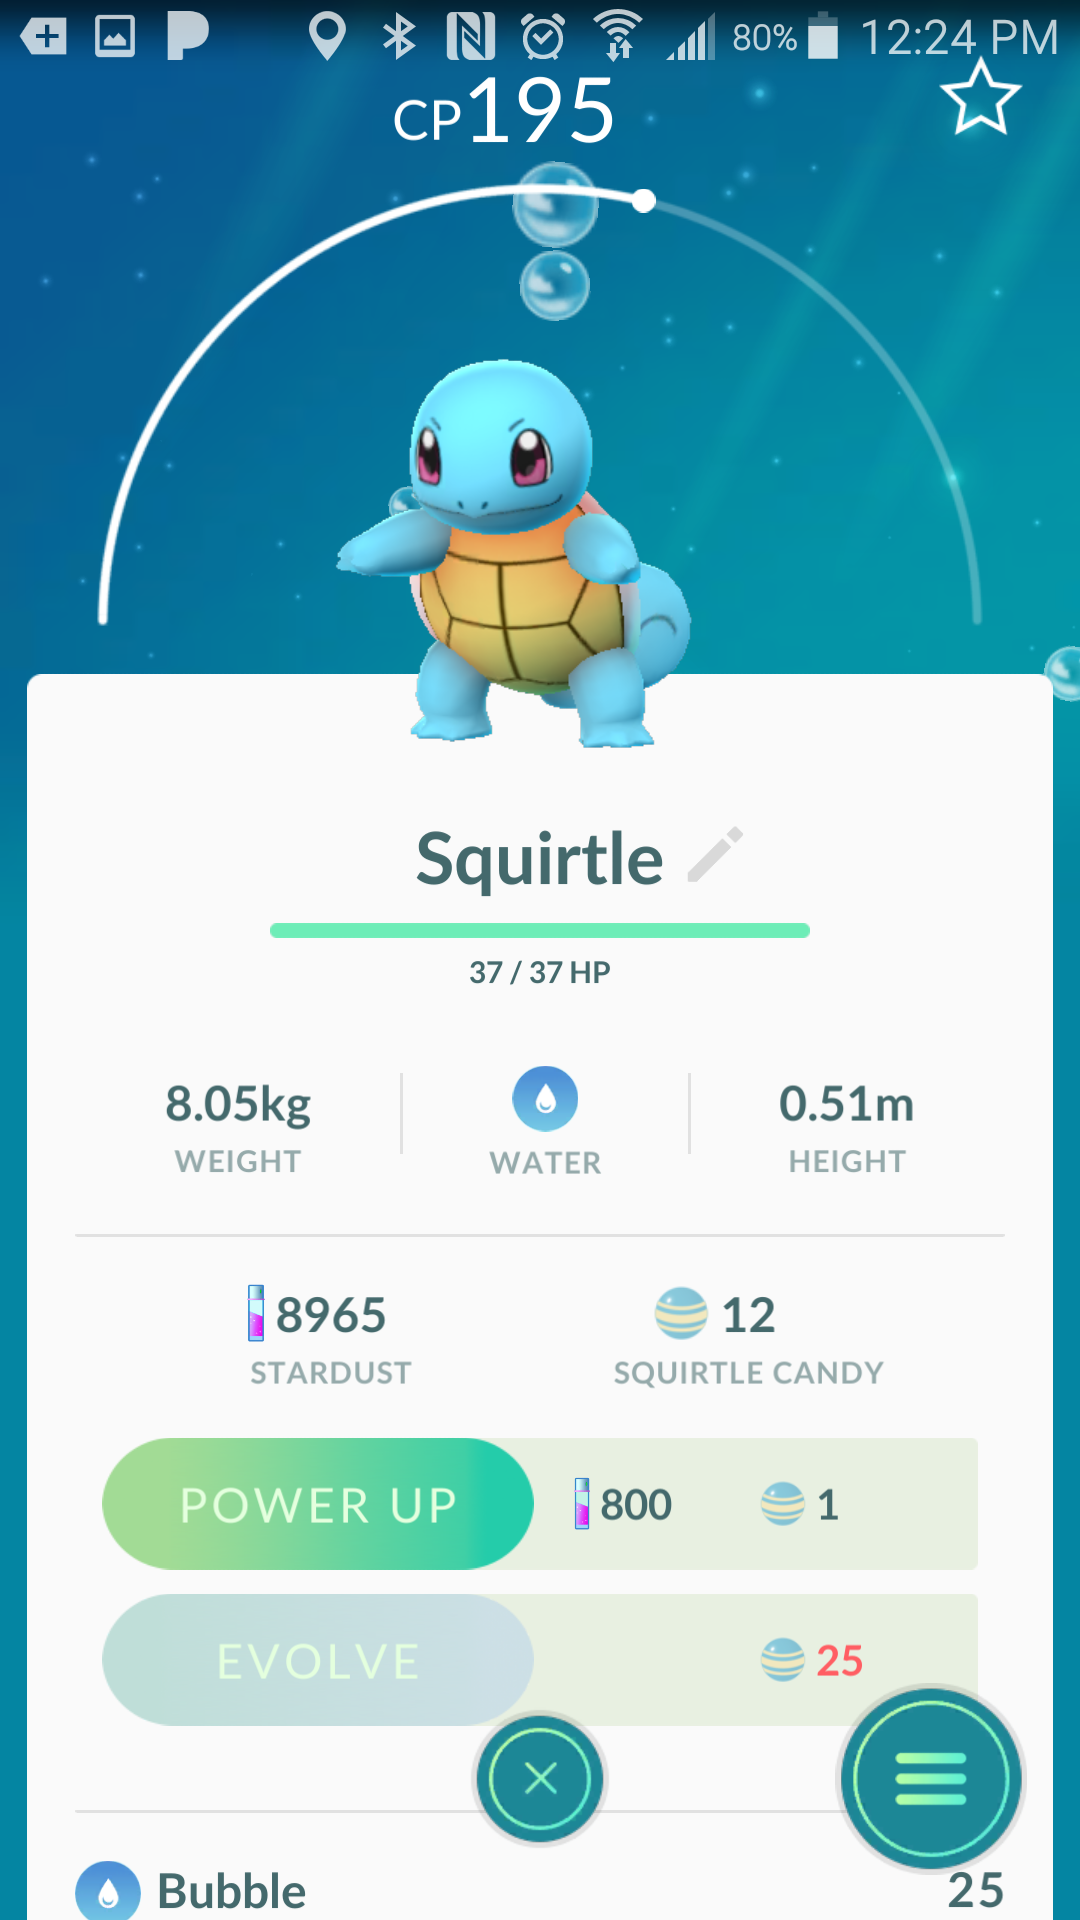 80% 12:24 PM
CP195
Squirtle
37 / 37 HP
8.05kg
WEIGHT
WATER
0.51m
HEIGHT
8965
STARDUST
12
SQUIRTLE CANDY
POWER UP 800 1
EVOLVE 25
Bubble 25